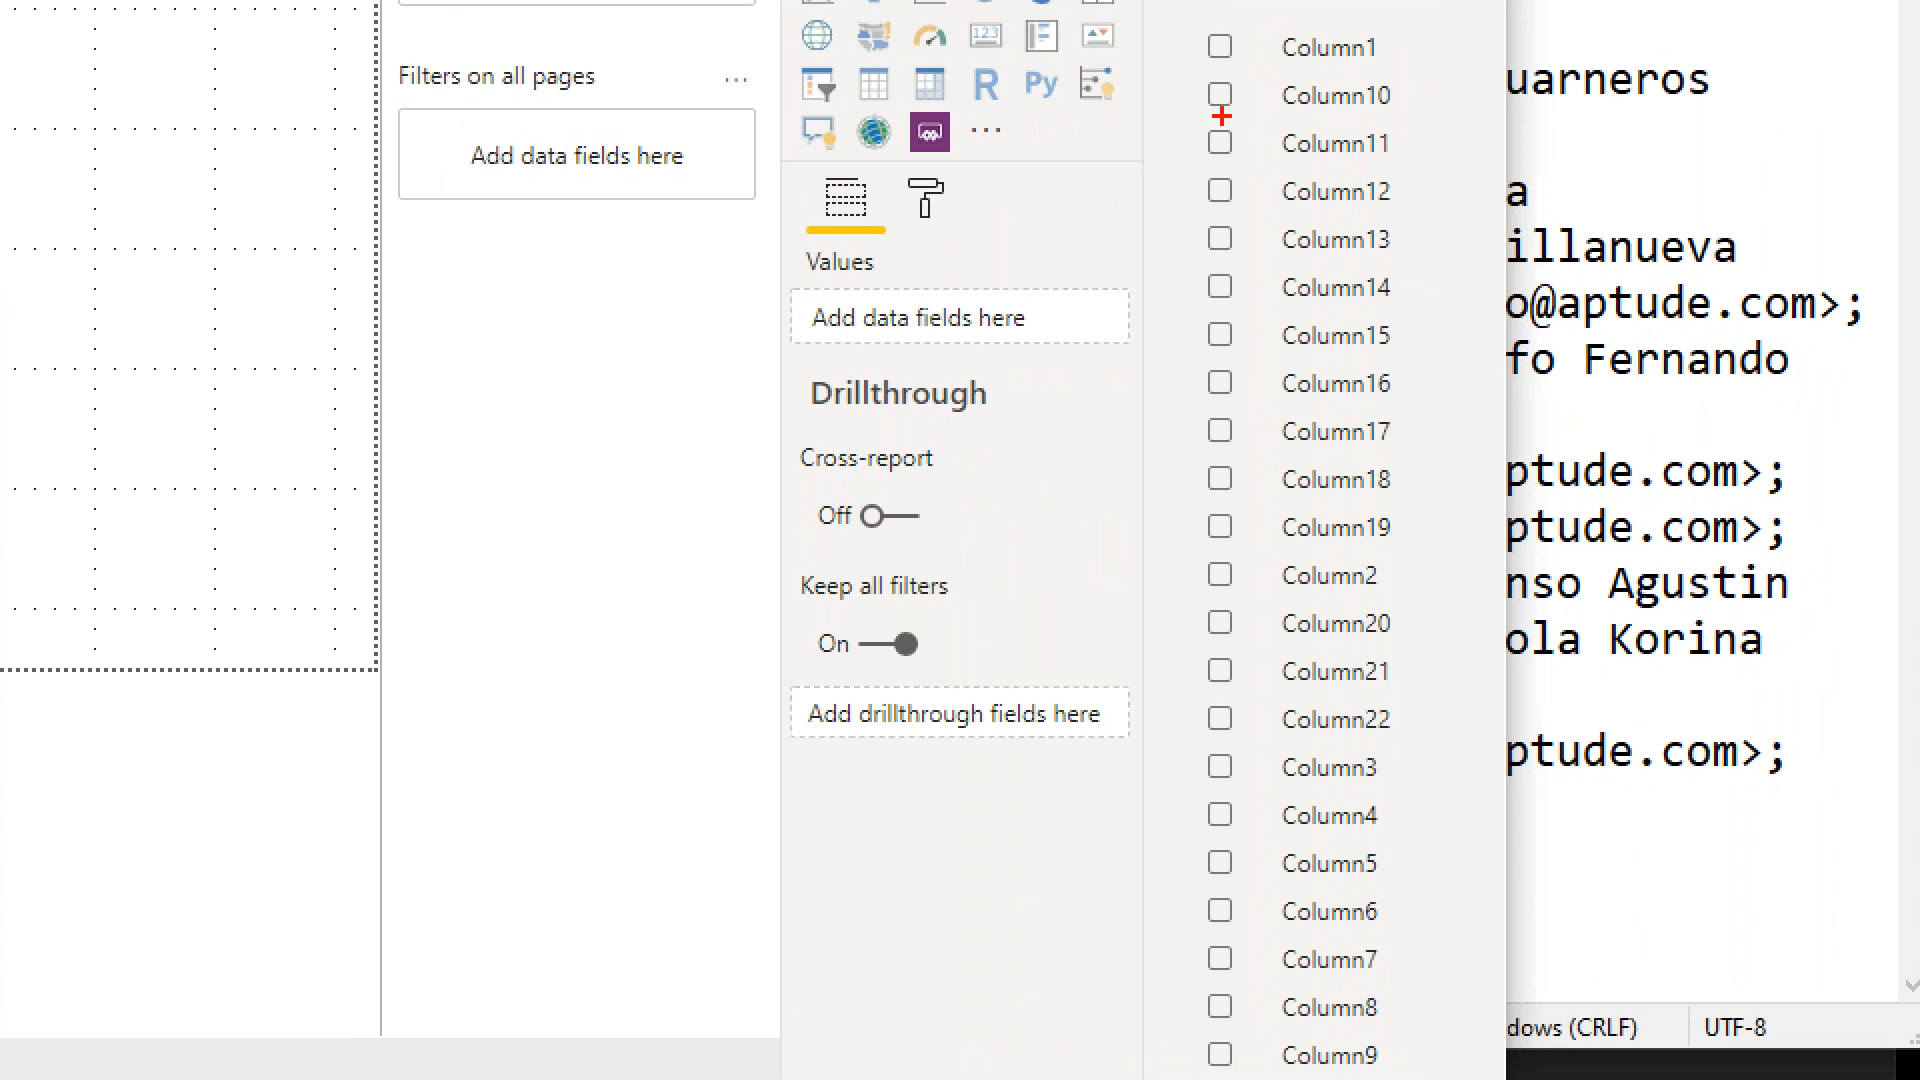 Filters on all pages
...
Add data fields here
123
R
Py
...
Values
Add data fields here
Drillthrough
Cross-report
Off
Keep all filters
On
Add drillthrough fields here
Column1
Column10
Column11
Column12
Column13
Column14
Column15
Column16
Column17
Column18
Column19
Column2
Column20
Column21
Column22
Column3
Column4
Column5
Column6
Column7
Column8
Column9
uarneros
a
illanueva
o@aptude.com>;
fo Fernando
ptude.com>;
ptude.com>;
nso Agustin
ola Korina
ptude.com>;
dows (CRLF)
UTF-8